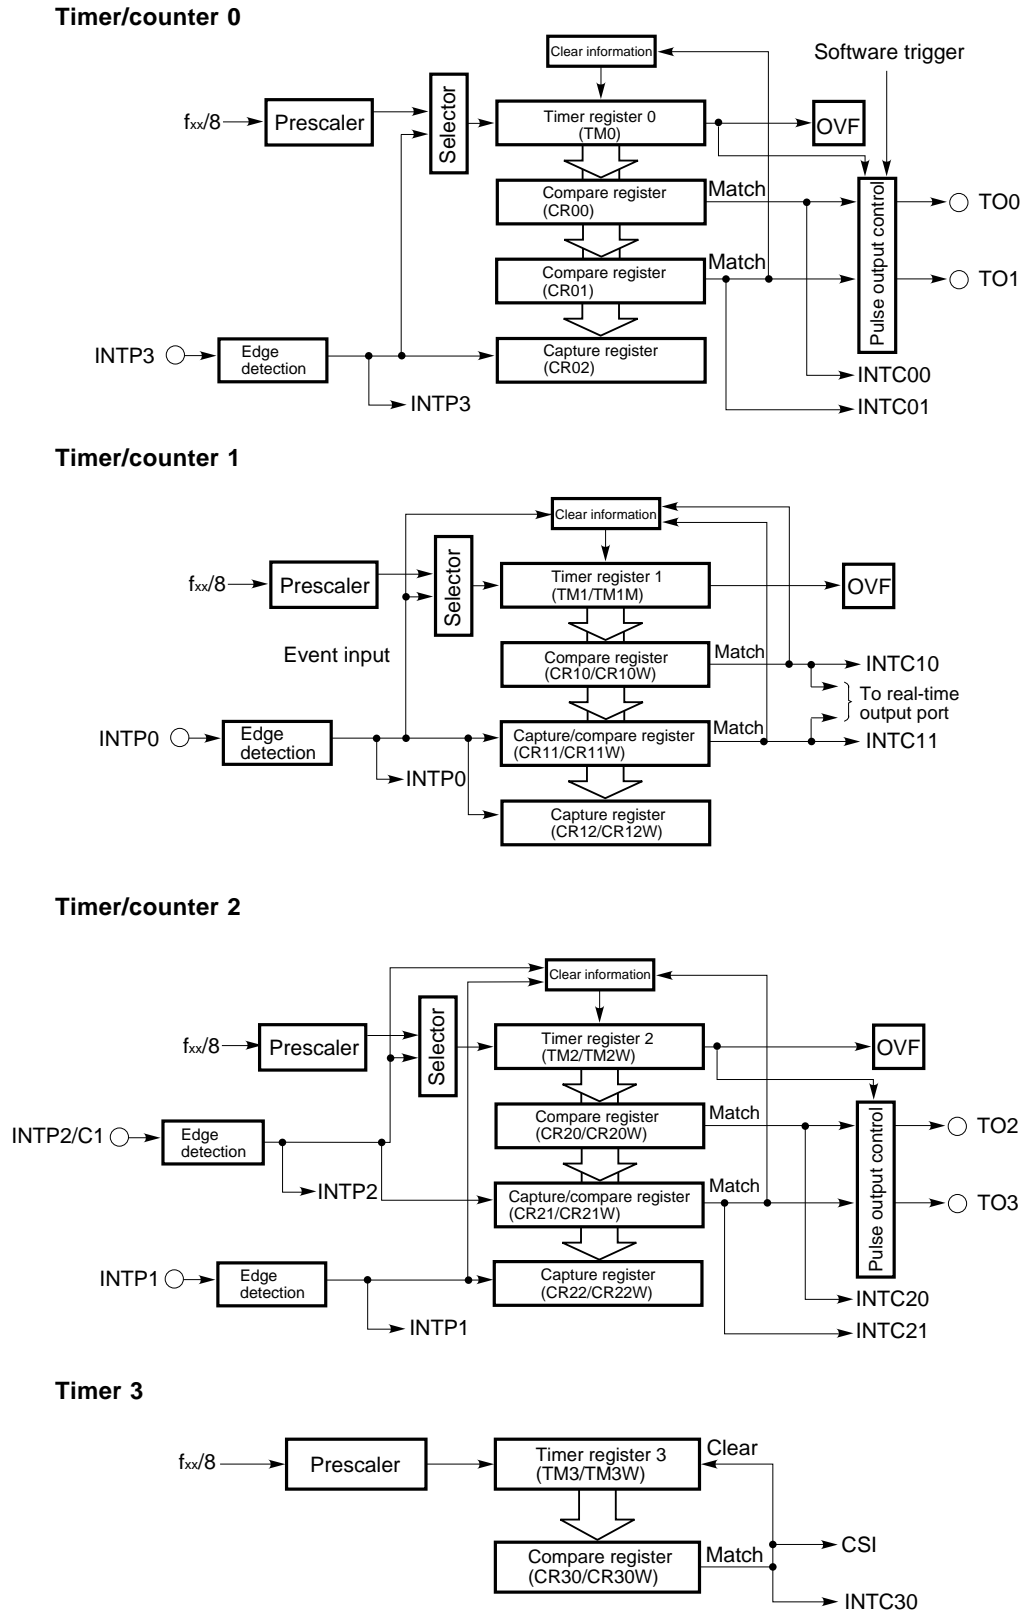 Timer/counter 0
Clear information
Software trigger
fxx/8
Prescaler
Selector
Timer register 0
(TM0)
OVF
Compare register
(CR00)
Match
Pulse output control
TO0
Compare register
(CR01)
Match
TO1
INTP3
Edge
detection
Capture register
(CR02)
INTC00
INTP3
INTC01
Timer/counter 1
Clear information
fxx/8
Prescaler
Selector
Timer register 1
(TM1/TM1M)
OVF
Event input
Compare register
(CR10/CR10W)
Match
INTC10
To real-time
output port
INTP0
Edge
detection
Capture/compare register
(CR11/CR11W)
Match
INTC11
INTP0
Capture register
(CR12/CR12W)
Timer/counter 2
Clear information
fxx/8
Prescaler
Selector
Timer register 2
(TM2/TM2W)
OVF
INTP2/C1
Edge
detection
Compare register
(CR20/CR20W)
Match
Pulse output control
TO2
INTP2
Capture/compare register
(CR21/CR21W)
Match
TO3
INTP1
Edge
detection
Capture register
(CR22/CR22W)
INTC20
INTP1
INTC21
Timer 3
fxx/8
Prescaler
Timer register 3
(TM3/TM3W)
Clear
Compare register
(CR30/CR30W)
Match
CSI
INTC30